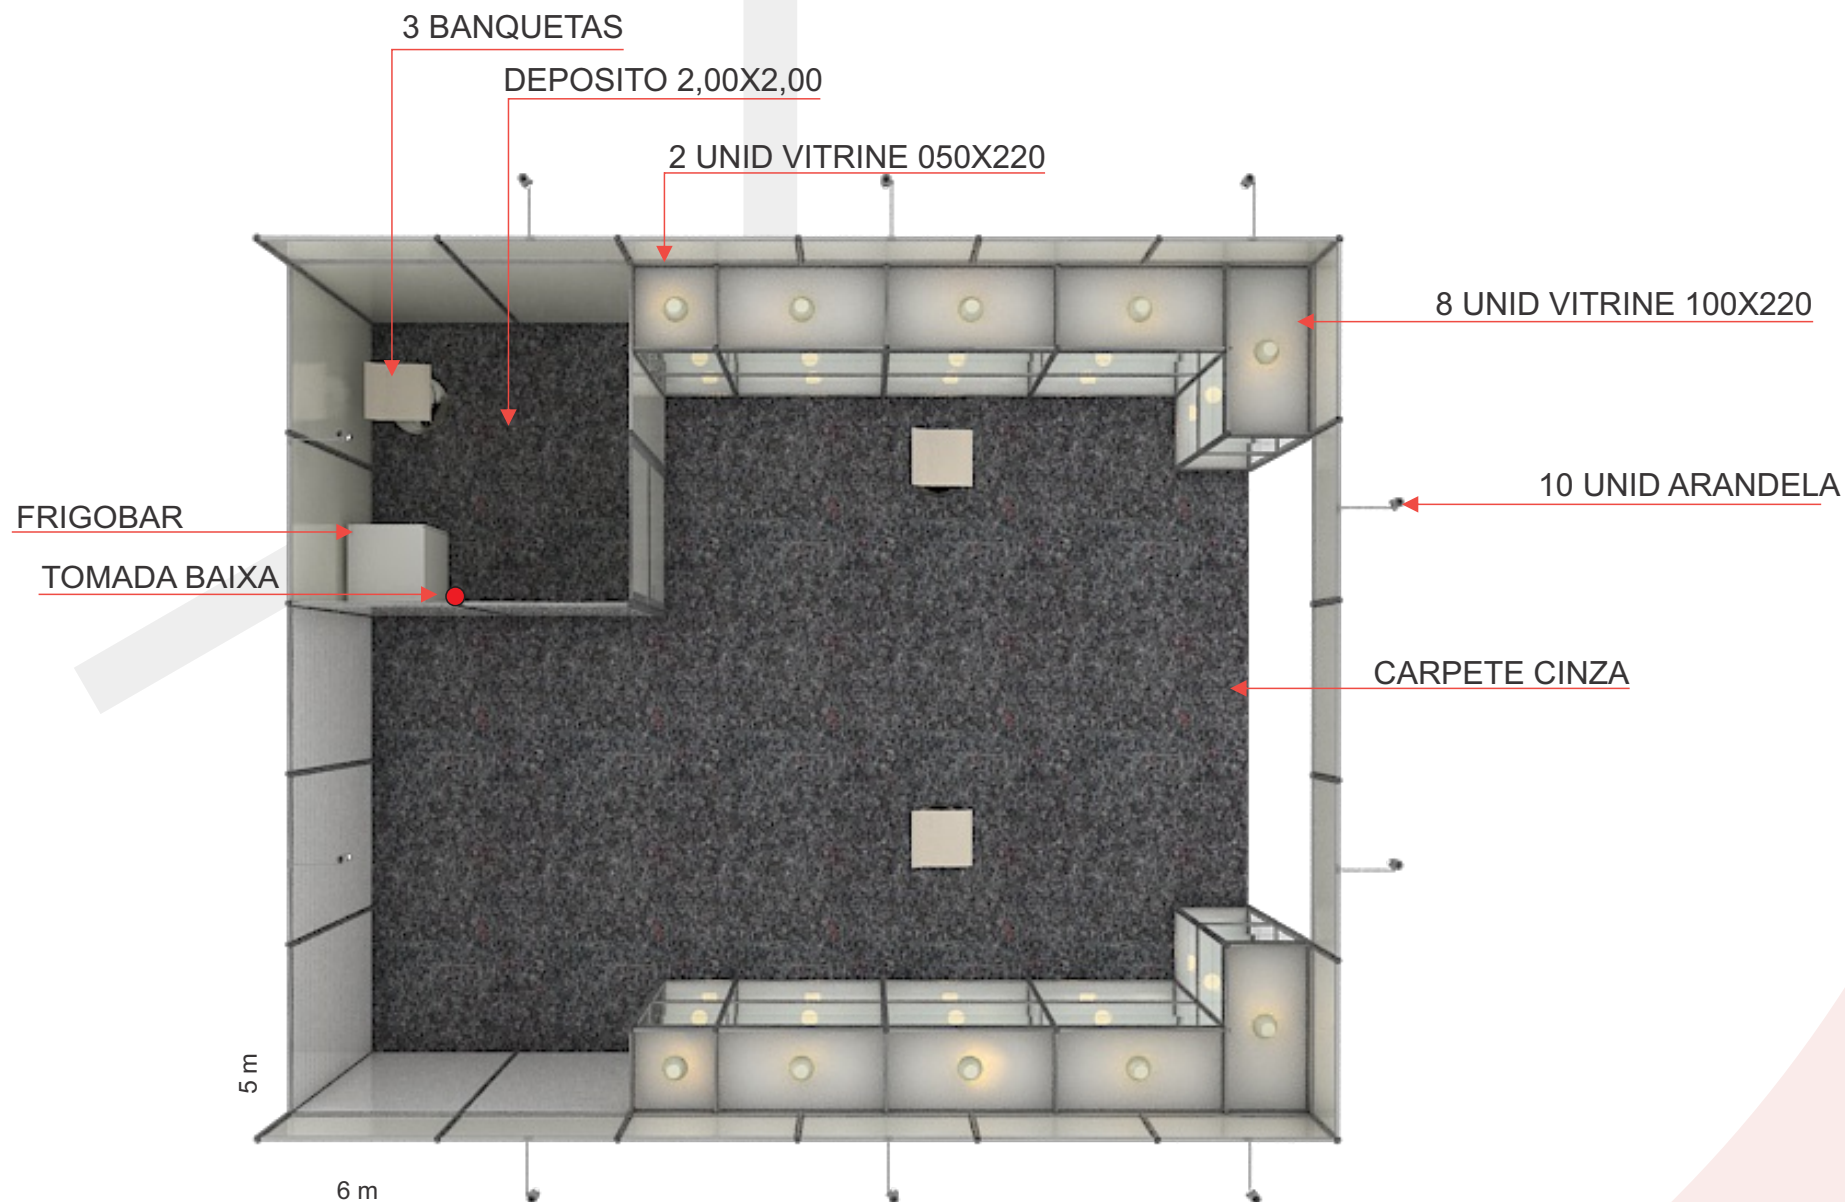 3 BANQUETAS
DEPOSITO 2,00X2,00
2 UNID VITRINE 050X220
8 UNID VITRINE 100X220
10 UNID ARANDELA
FRIGOBAR
TOMADA BAIXA
CARPETE CINZA
5 m
6 m